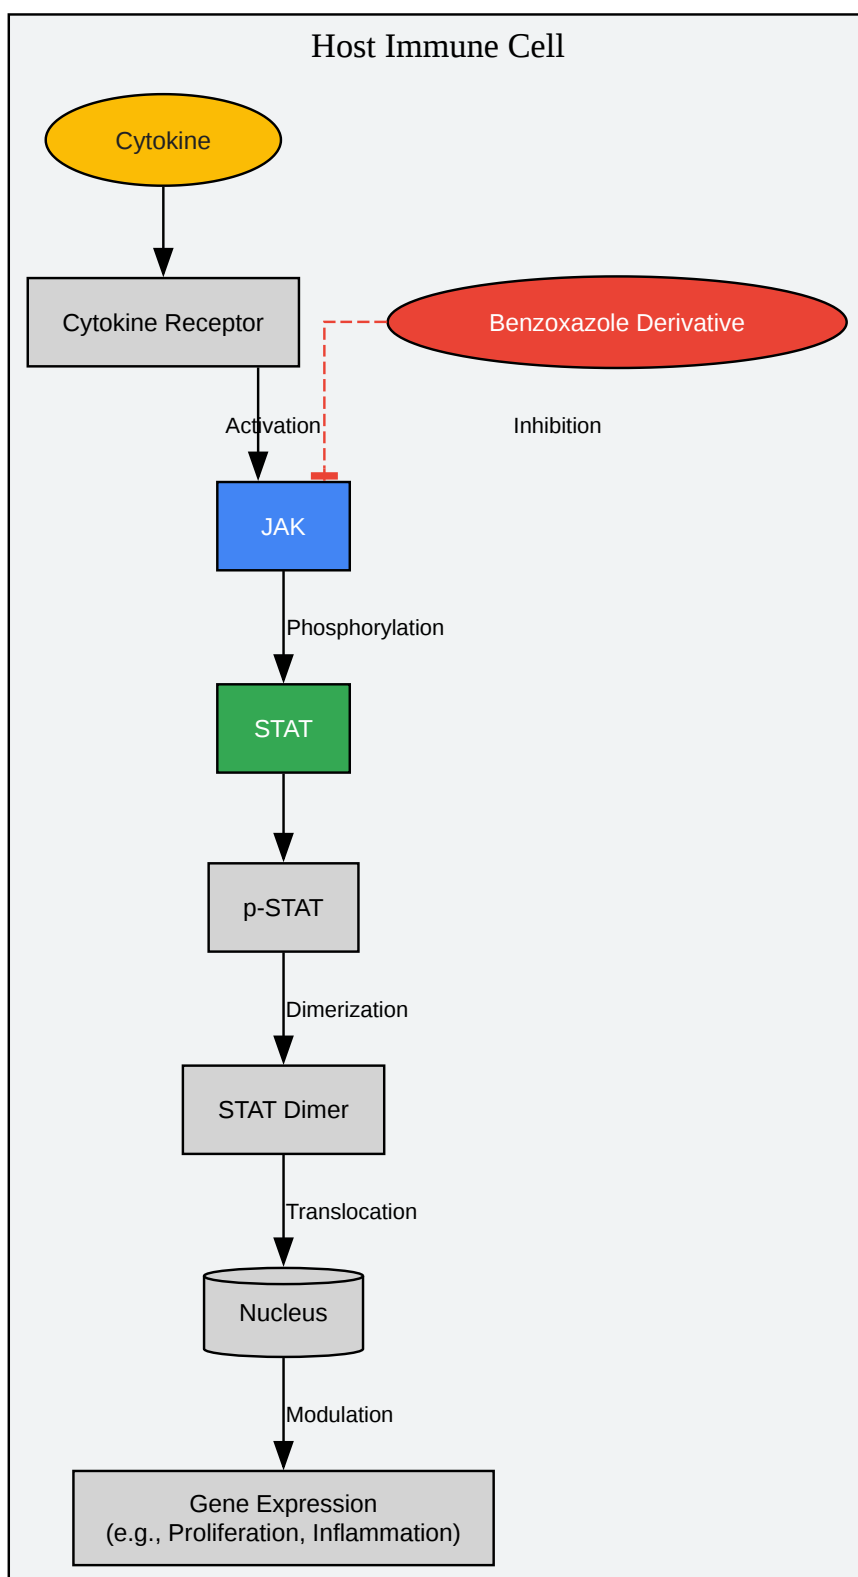 Host Immune Cell
Cytokine
Cytokine Receptor
Benzoxazole Derivative
Activation
Inhibition
JAK
Phosphorylation
STAT
p-STAT
Dimerization
STAT Dimer
Translocation
Nucleus
Modulation
Gene Expression
(e.g., Proliferation, Inflammation)